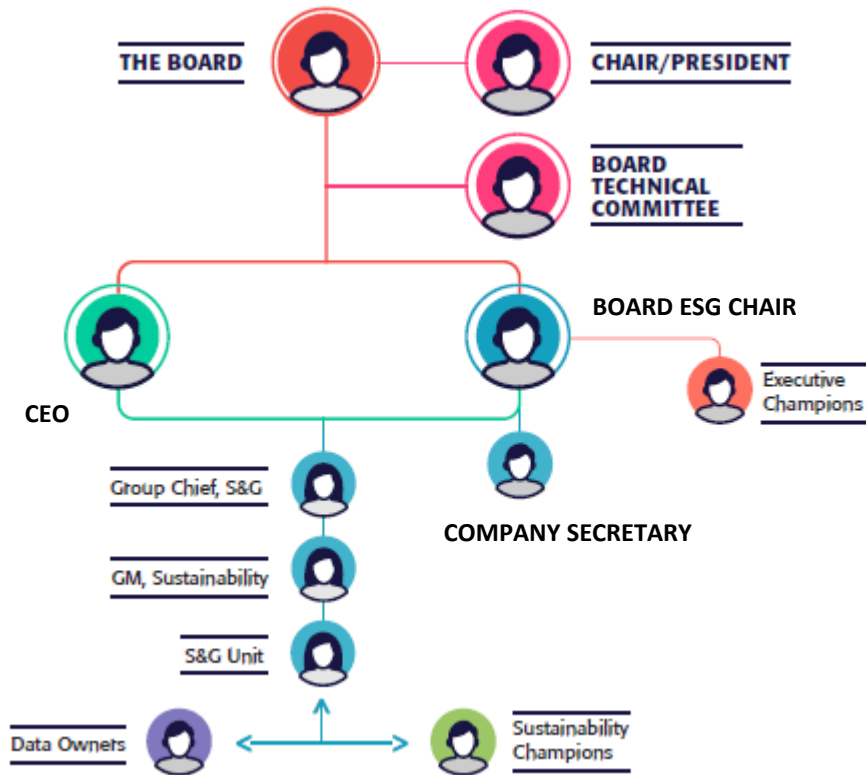 THE BOARD
CHAIR/PRESIDENT
BOARD
TECHNICAL
COMMITTEE
BOARD ESG CHAIR
CEO
Executive
Champions
Group Chief, S&G
COMPANY SECRETARY
GM, Sustainability
S&G Unit
Data Owners
Sustainability
Champions